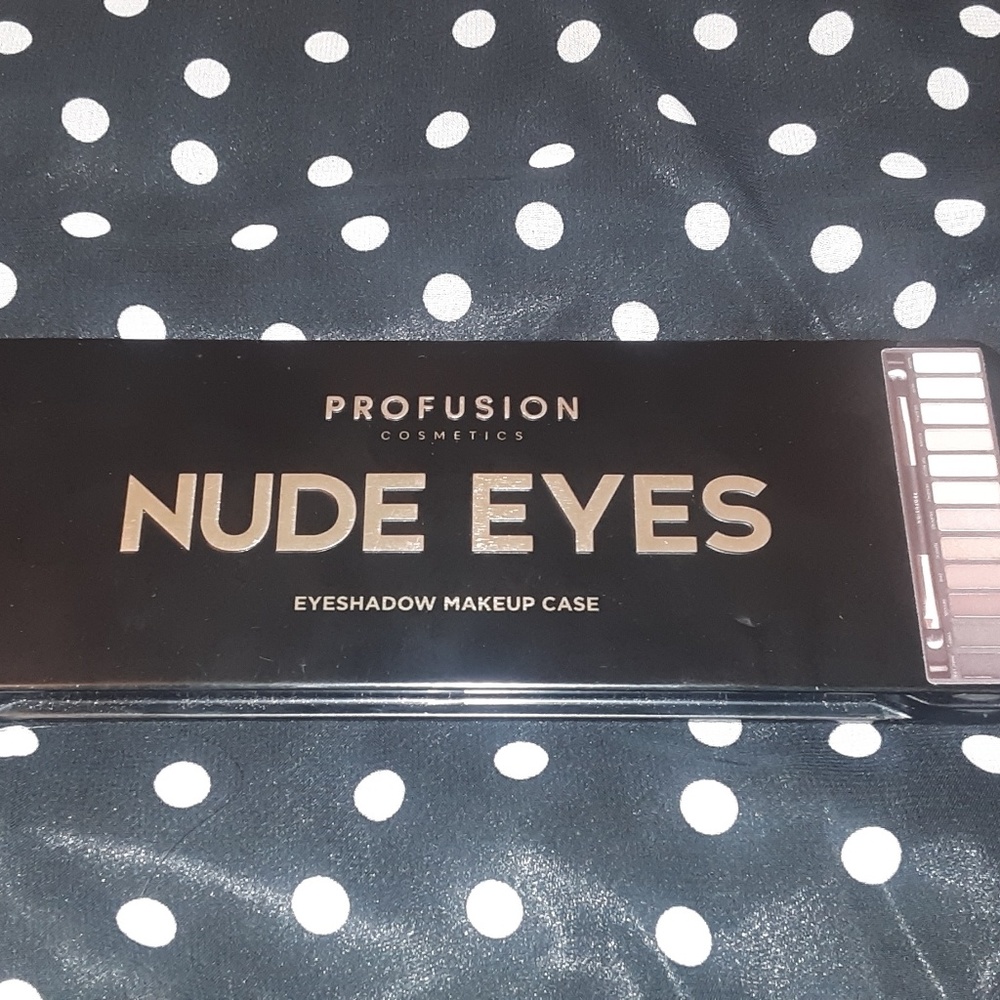 PROFUSION
COSMETICS
NUDE EYES
EYESHADOW MAKEUP CASE